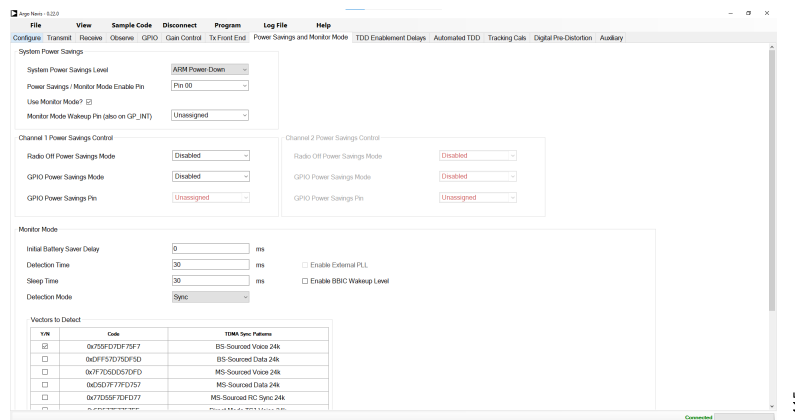 Argo Navis - 0.22.0
File View Sample Code Disconnect Program Log File Help
Configure Transmit Receive Observe GPIO Gain Control Tx Front End Power Savings and Monitor Mode TDD Enablement Delays Automated TDD Tracking Cals Digital Pre-Distortion Auxiliary
System Power Savings
System Power Savings Level ARM Power-Down
Power Savings / Monitor Mode Enable Pin Pin 00
Use Monitor Mode?
Monitor Mode Wakeup Pin (also on GP_INT) Unassigned
Channel 1 Power Savings Control Channel 2 Power Savings Control
Radio Off Power Savings Mode Disabled Radio Off Power Savings Mode Disabled
GPIO Power Savings Mode Disabled GPIO Power Savings Mode Disabled
GPIO Power Savings Pin Unassigned GPIO Power Savings Pin Unassigned
Monitor Mode
Initial Battery Saver Delay 0 ms
Detection Time 30 ms Enable External PLL
Sleep Time 30 ms Enable BBIC Wakeup Level
Detection Mode Sync
Vectors to Detect
Y/N Code TDMA Sync Patterns
0x755FD7DF75F7 BS-Sourced Voice 24k
0xDFF57D75DF5D BS-Sourced Data 24k
0x7F7D5DD57DFD MS-Sourced Voice 24k
0xD5D7F77FD757 MS-Sourced Data 24k
0x77D55F7DFD77 MS-Sourced RC Sync 24k
Connected